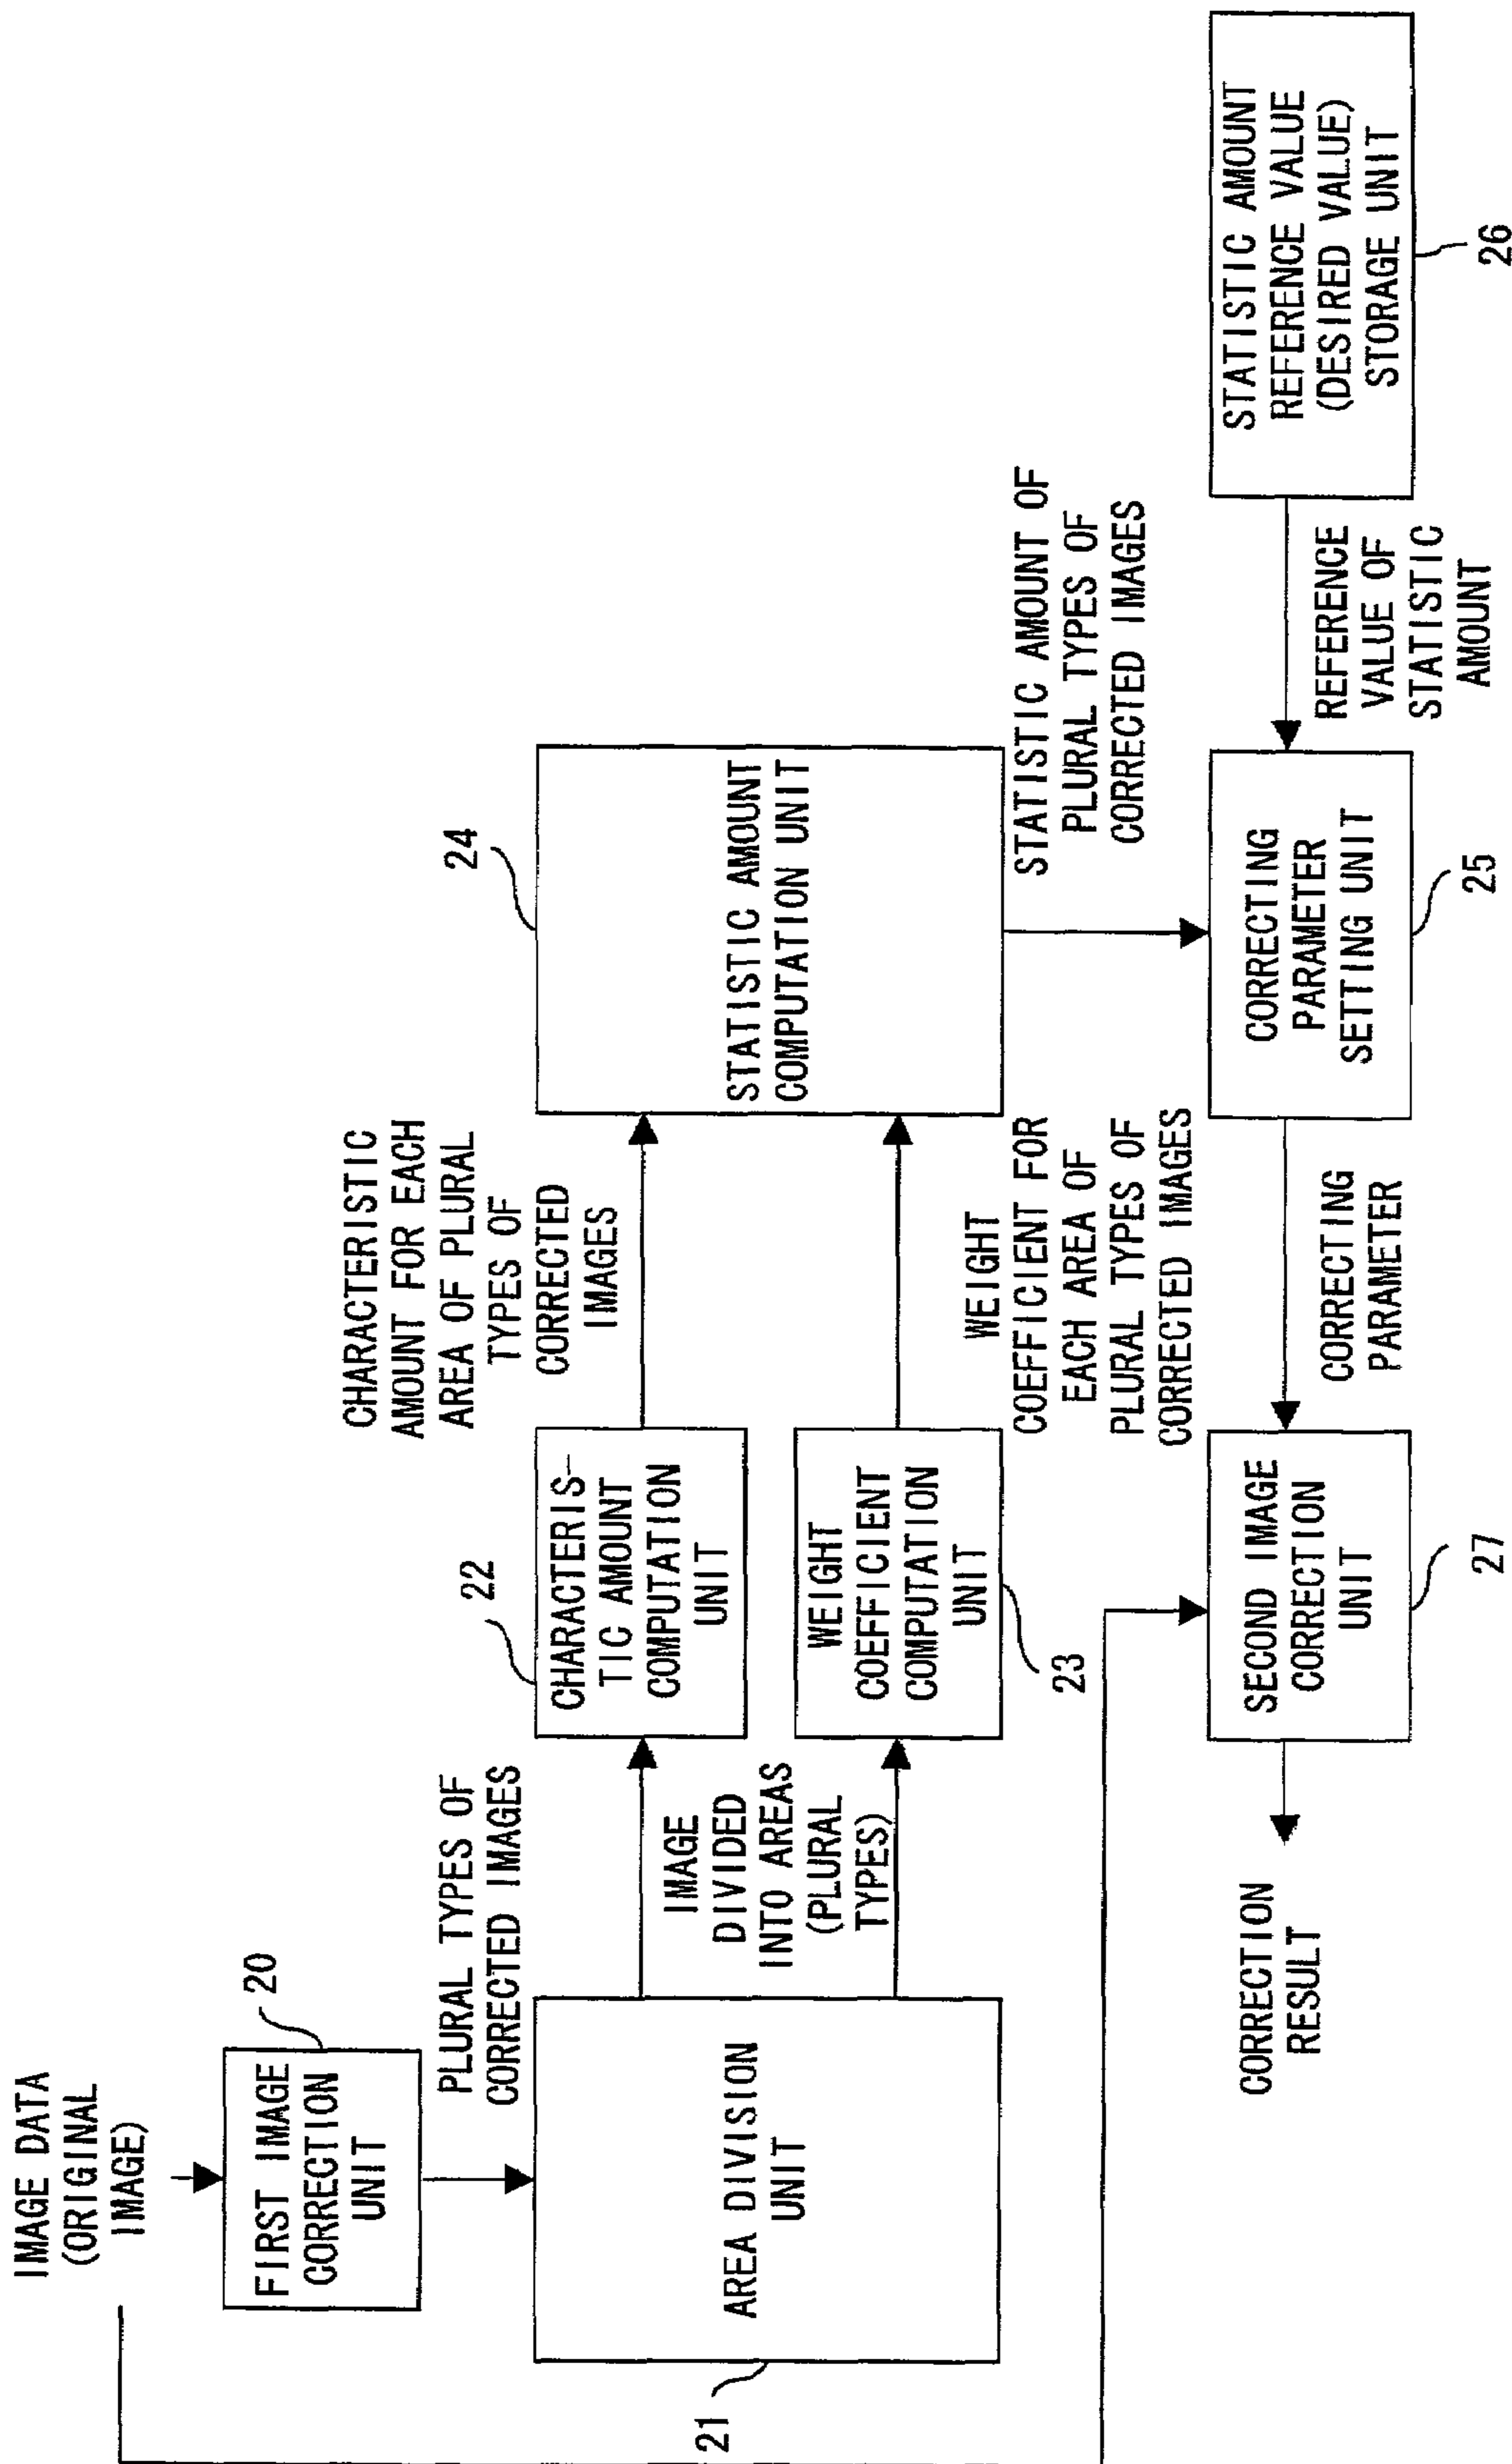 IMAGE DATA
(ORIGINAL
IMAGE)
20
FIRST IMAGE
CORRECTION
UNIT
PLURAL TYPES OF
CORRECTED IMAGES
21
AREA DIVISION
UNIT
IMAGE
DIVIDED
INTO AREAS
(PLURAL
TYPES)
22
CHARACTERIS-
TIC AMOUNT
COMPUTATION
UNIT
WEIGHT
COEFFICIENT
COMPUTATION
UNIT
23
CHARACTERISTIC
AMOUNT FOR EACH
AREA OF PLURAL
TYPES OF
CORRECTED
IMAGES
WEIGHT
COEFFICIENT FOR
EACH AREA OF
PLURAL TYPES OF
CORRECTED IMAGES
24
STATISTIC AMOUNT
COMPUTATION UNIT
STATISTIC AMOUNT OF
PLURAL TYPES OF
CORRECTED IMAGES
CORRECTION
RESULT
SECOND IMAGE
CORRECTION
UNIT
27
CORRECTING
PARAMETER
CORRECTING
PARAMETER
SETTING UNIT
25
REFERENCE
VALUE OF
STATISTIC
AMOUNT
STATISTIC AMOUNT
REFERENCE VALUE
(DESIRED VALUE)
STORAGE UNIT
26